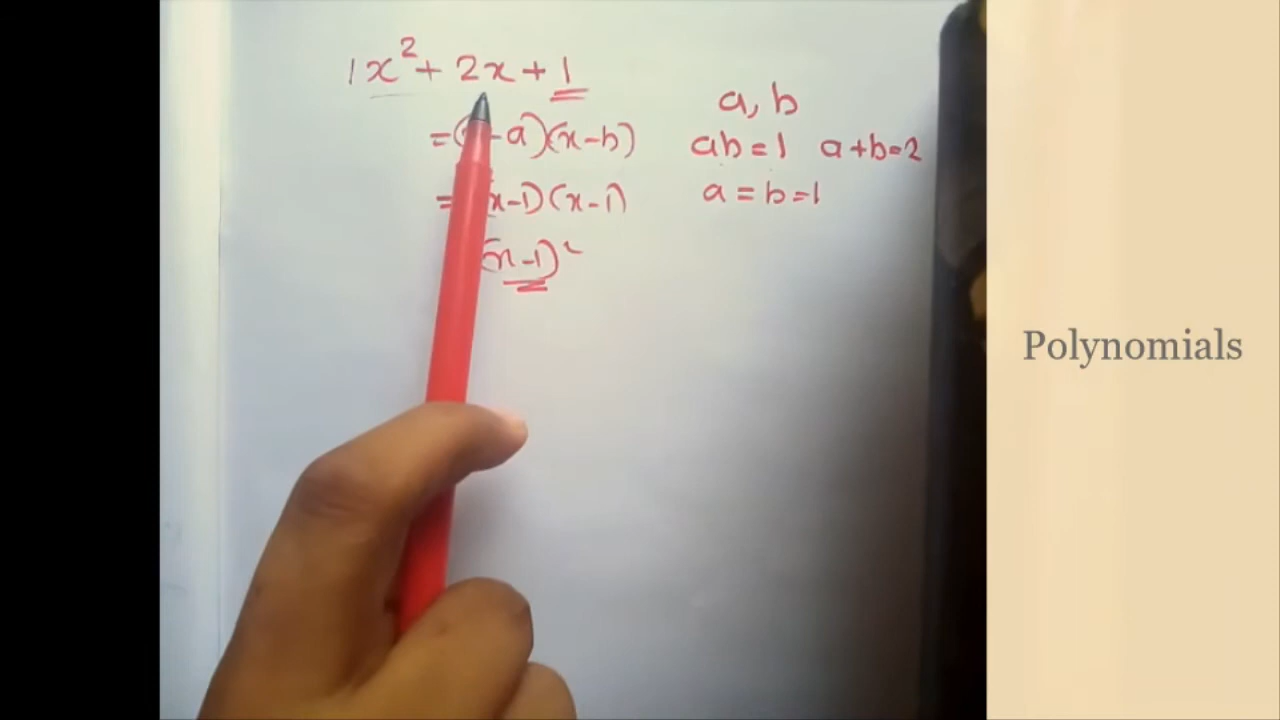 1x² + 2x + 1
a, b
= (x-a)(x-b)
ab = 1 a+b=2
= (x-1)(x-1)
a = b = 1
(x-1)²
Polynomials